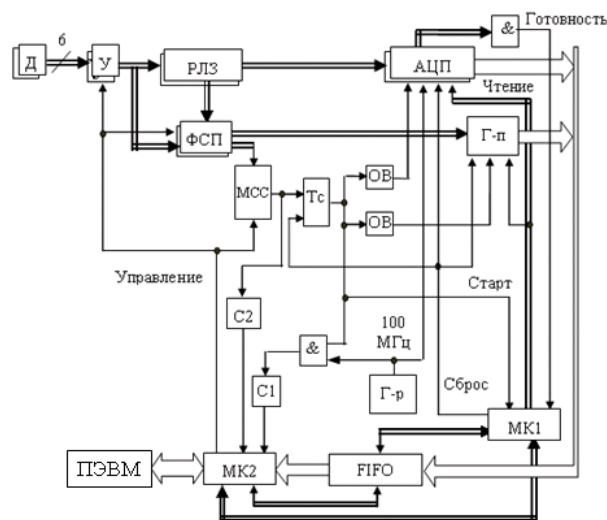 Д
6
У
РЛЗ
АЦП
&
Готовность
Чтение
ФСП
Г-п
МСС
Тс
ОВ
ОВ
Управление
Старт
С2
100
МГц
&
С1
Г-р
Сброс
МК1
ПЭВМ
МК2
FIFO